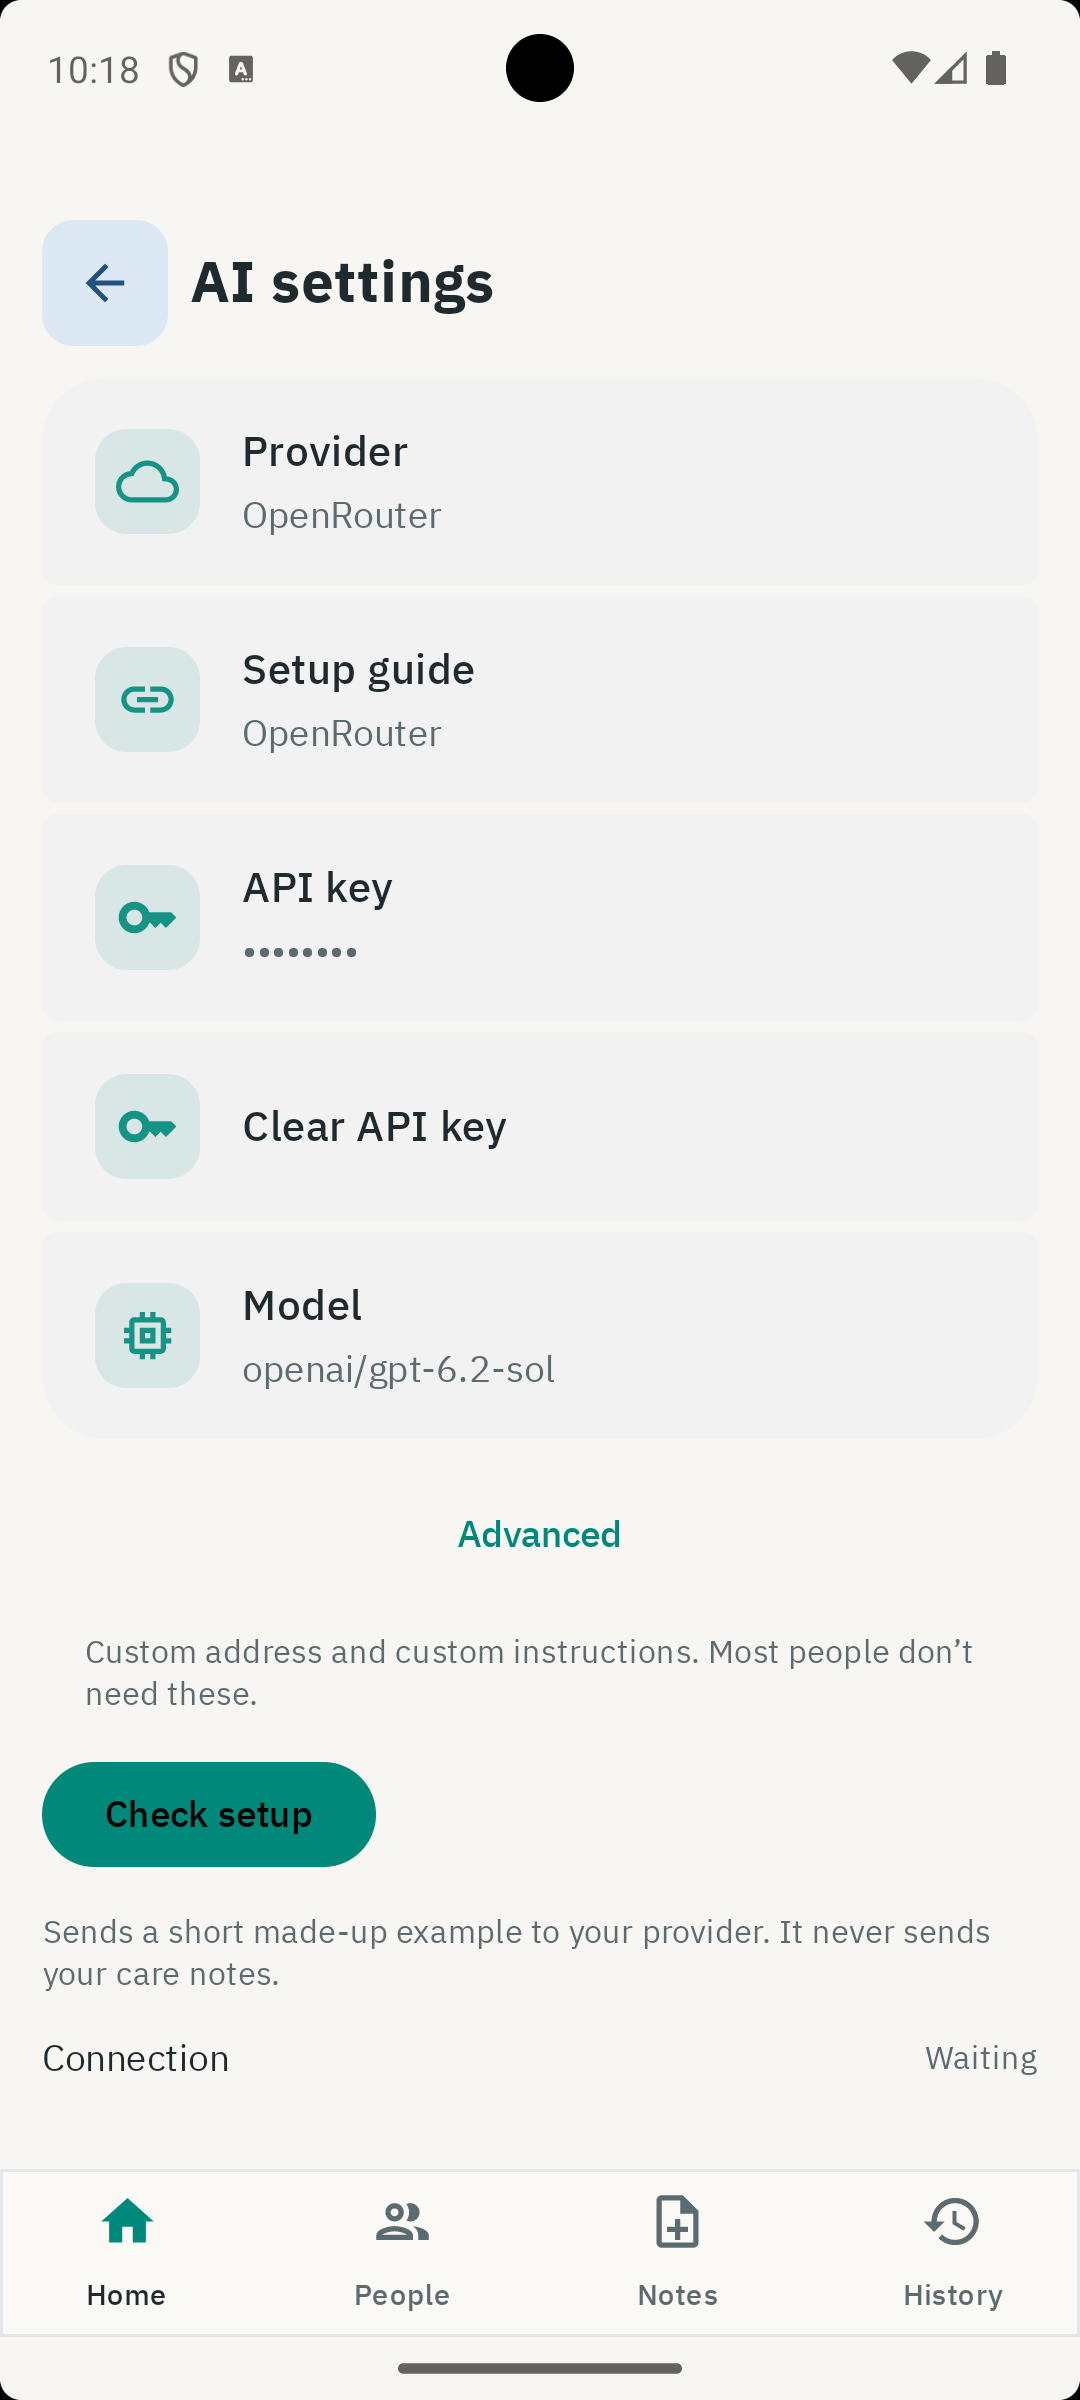 10:18
AI settings
Provider
OpenRouter
Setup guide
OpenRouter
API key
••••••••
Clear API key
Model
openai/gpt-6.2-sol
Advanced
Custom address and custom instructions. Most people don’t
need these.
Check setup
Sends a short made-up example to your provider. It never sends
your care notes.
Connection
Waiting
Home
People
Notes
History